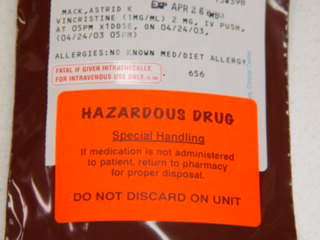 MACK, ASTRID K EXP APR 26
VINCRISTINE (1MG/ML) 2 MG, IV PUSH,
AT 05PM X1DOSE, ON 04/24/03,
(04/24/03 05PM)
ALLERGIES: NO KNOWN MED/DIET ALLERGY
FATAL IF GIVEN INTRATHECALLY.
FOR INTRAVENOUS USE ONLY.
656
HAZARDOUS DRUG
Special Handling
If medication is not administered
to patient, return to pharmacy
for proper disposal.
DO NOT DISCARD ON UNIT